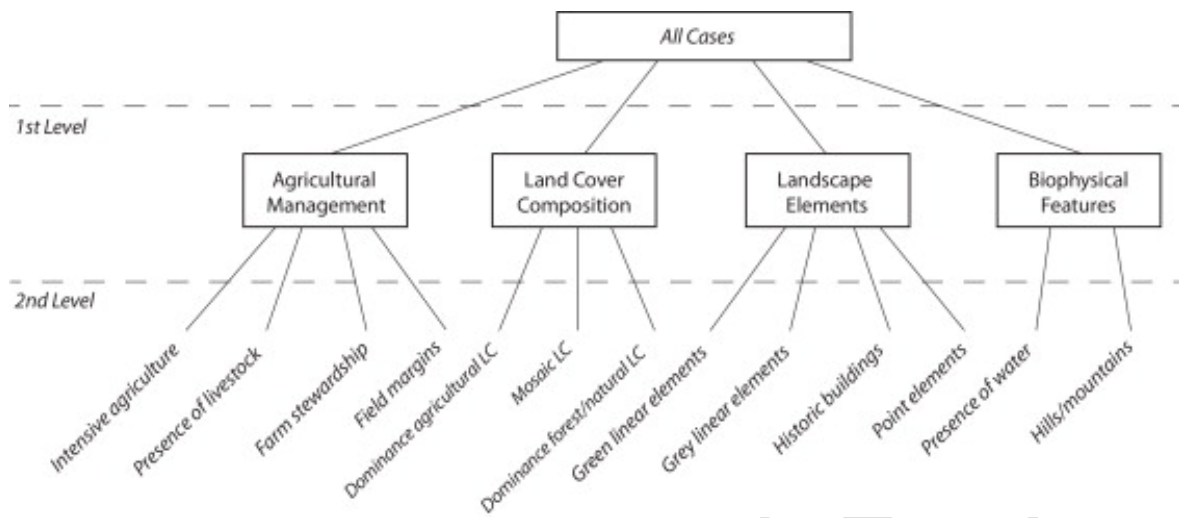 All Cases
1st Level
Agricultural
Management
Land Cover
Composition
Landscape
Elements
Biophysical
Features
2nd Level
Intensive agriculture
Presence of livestock
Farm stewardship
Field margins
Dominance agricultural LC
Mosaic LC
Dominance forest/natural LC
Green linear elements
Grey linear elements
Historic buildings
Point elements
Presence of water
Hills/mountains